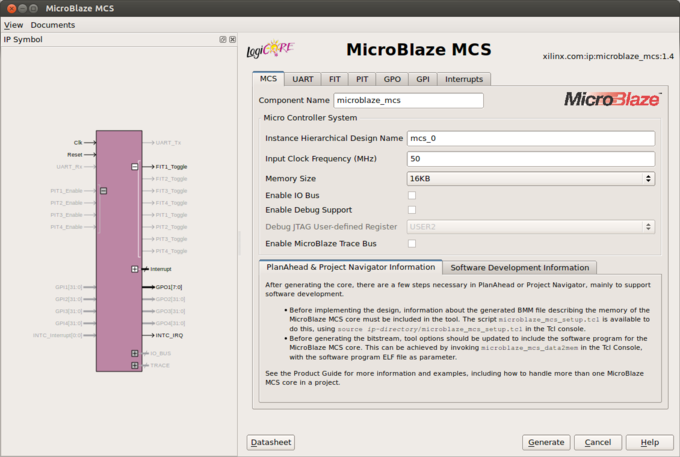 MicroBlaze MCS
View Documents
IP Symbol
LogiCORE
MicroBlaze MCS
xilinx.com:ip:microblaze_mcs:1.4
MCS UART FIT PIT GPO GPI Interrupts
Component Name microblaze_mcs
MicroBlaze
Micro Controller System
Instance Hierarchical Design Name mcs_0
Input Clock Frequency (MHz) 50
Memory Size 16KB
Enable IO Bus
Enable Debug Support
Debug JTAG User-defined Register USER2
Enable MicroBlaze Trace Bus
Clk UART_Tx
Reset
UART_Rx FIT1_Toggle
FIT2_Toggle
PIT1_Enable FIT3_Toggle
PIT2_Enable FIT4_Toggle
PIT3_Enable PIT1_Toggle
PIT4_Enable PIT2_Toggle
PIT3_Toggle
PIT4_Toggle
Interrupt
GPI1[31:0] GPO1[7:0]
GPI2[31:0] GPO2[31:0]
GPI3[31:0] GPO3[31:0]
GPI4[31:0] GPO4[31:0]
INTC_Interrupt[0:0] INTC_IRQ
IO_BUS
TRACE
PlanAhead & Project Navigator Information Software Development Information
After generating the core, there are a few steps necessary in PlanAhead or Project Navigator, mainly to support
software development.
• Before implementing the design, information about the generated BMM file describing the memory of the
MicroBlaze MCS core must be included in the tool. The script microblaze_mcs_setup.tcl is available to
do this, using source ip-directory/microblaze_mcs_setup.tcl in the Tcl console.
• Before generating the bitstream, tool options should be updated to include the software program for the
MicroBlaze MCS core. This can be achieved by invoking microblaze_mcs_data2mem in the Tcl Console,
with the software program ELF file as parameter.
See the Product Guide for more information and examples, including how to handle more than one MicroBlaze
MCS core in a project.
Datasheet Generate Cancel Help